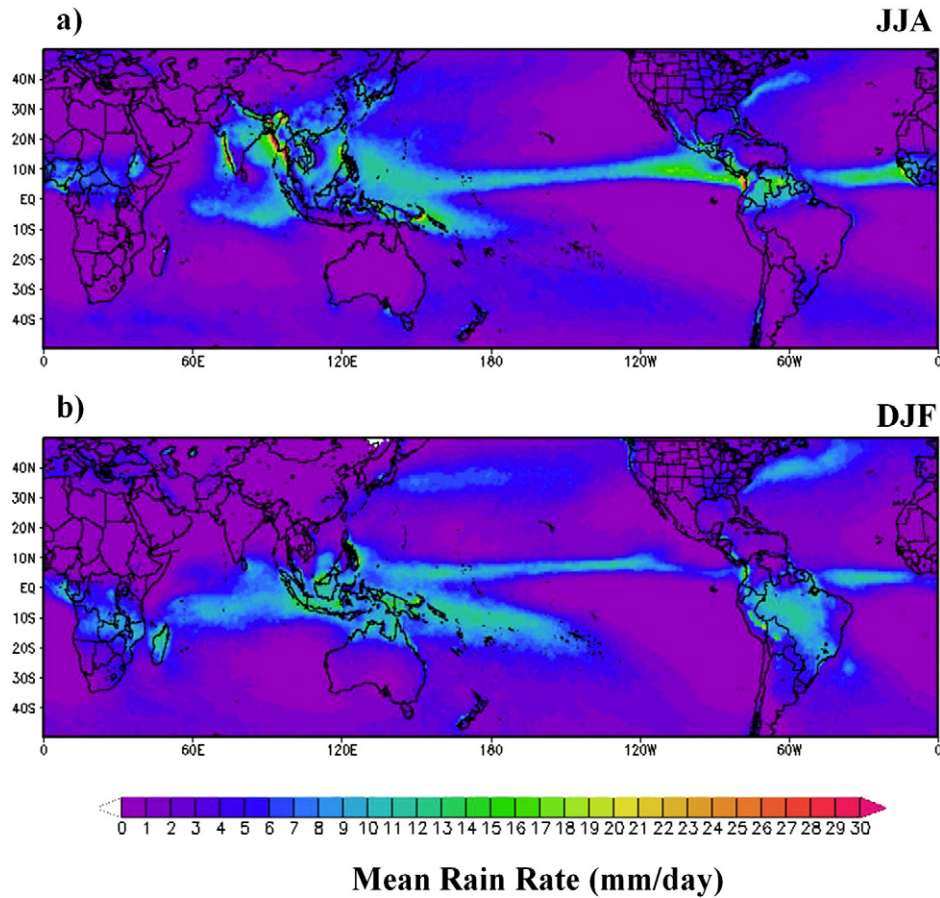 a)
JJA
40N
30N
20N
10N
EQ
10S
20S
30S
40S
0 60E 120E 180 120W 60W 0
b)
DJF
40N
30N
20N
10N
EQ
10S
20S
30S
40S
0 60E 120E 180 120W 60W 0
0 1 2 3 4 5 6 7 8 9 10 11 12 13 14 15 16 17 18 19 20 21 22 23 24 25 26 27 28 29 30
Mean Rain Rate (mm/day)